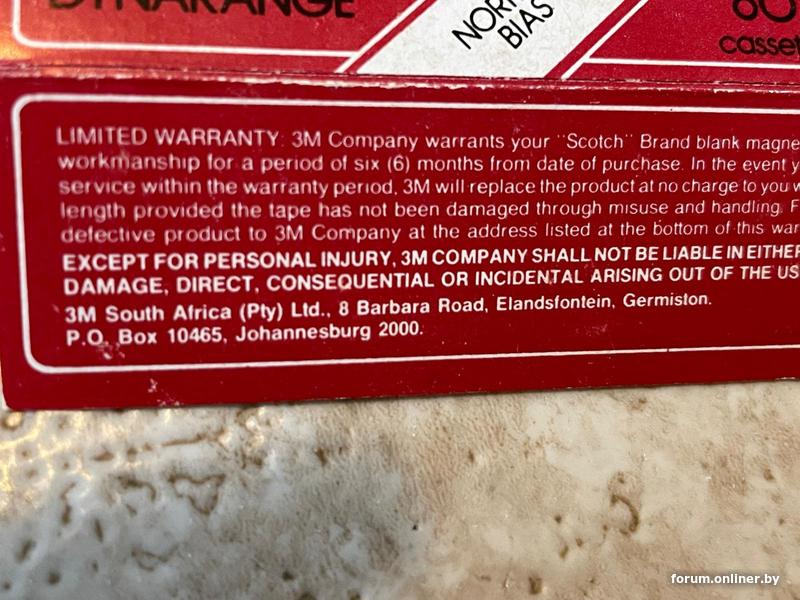 DYNARANGE
NORM
BIAS
60
casset
LIMITED WARRANTY: 3M Company warrants your "Scotch" Brand blank magne
workmanship for a period of six (6) months from date of purchase. In the event y
service within the warranty period, 3M will replace the product at no charge to you w
length provided the tape has not been damaged through misuse and handling. F
defective product to 3M Company at the address listed at the bottom of this war
EXCEPT FOR PERSONAL INJURY, 3M COMPANY SHALL NOT BE LIABLE IN EITHER
DAMAGE, DIRECT, CONSEQUENTIAL OR INCIDENTAL ARISING OUT OF THE US
3M South Africa (Pty) Ltd., 8 Barbara Road, Elandsfontein, Germiston.
P.O. Box 10465, Johannesburg 2000.
forum.onliner.by